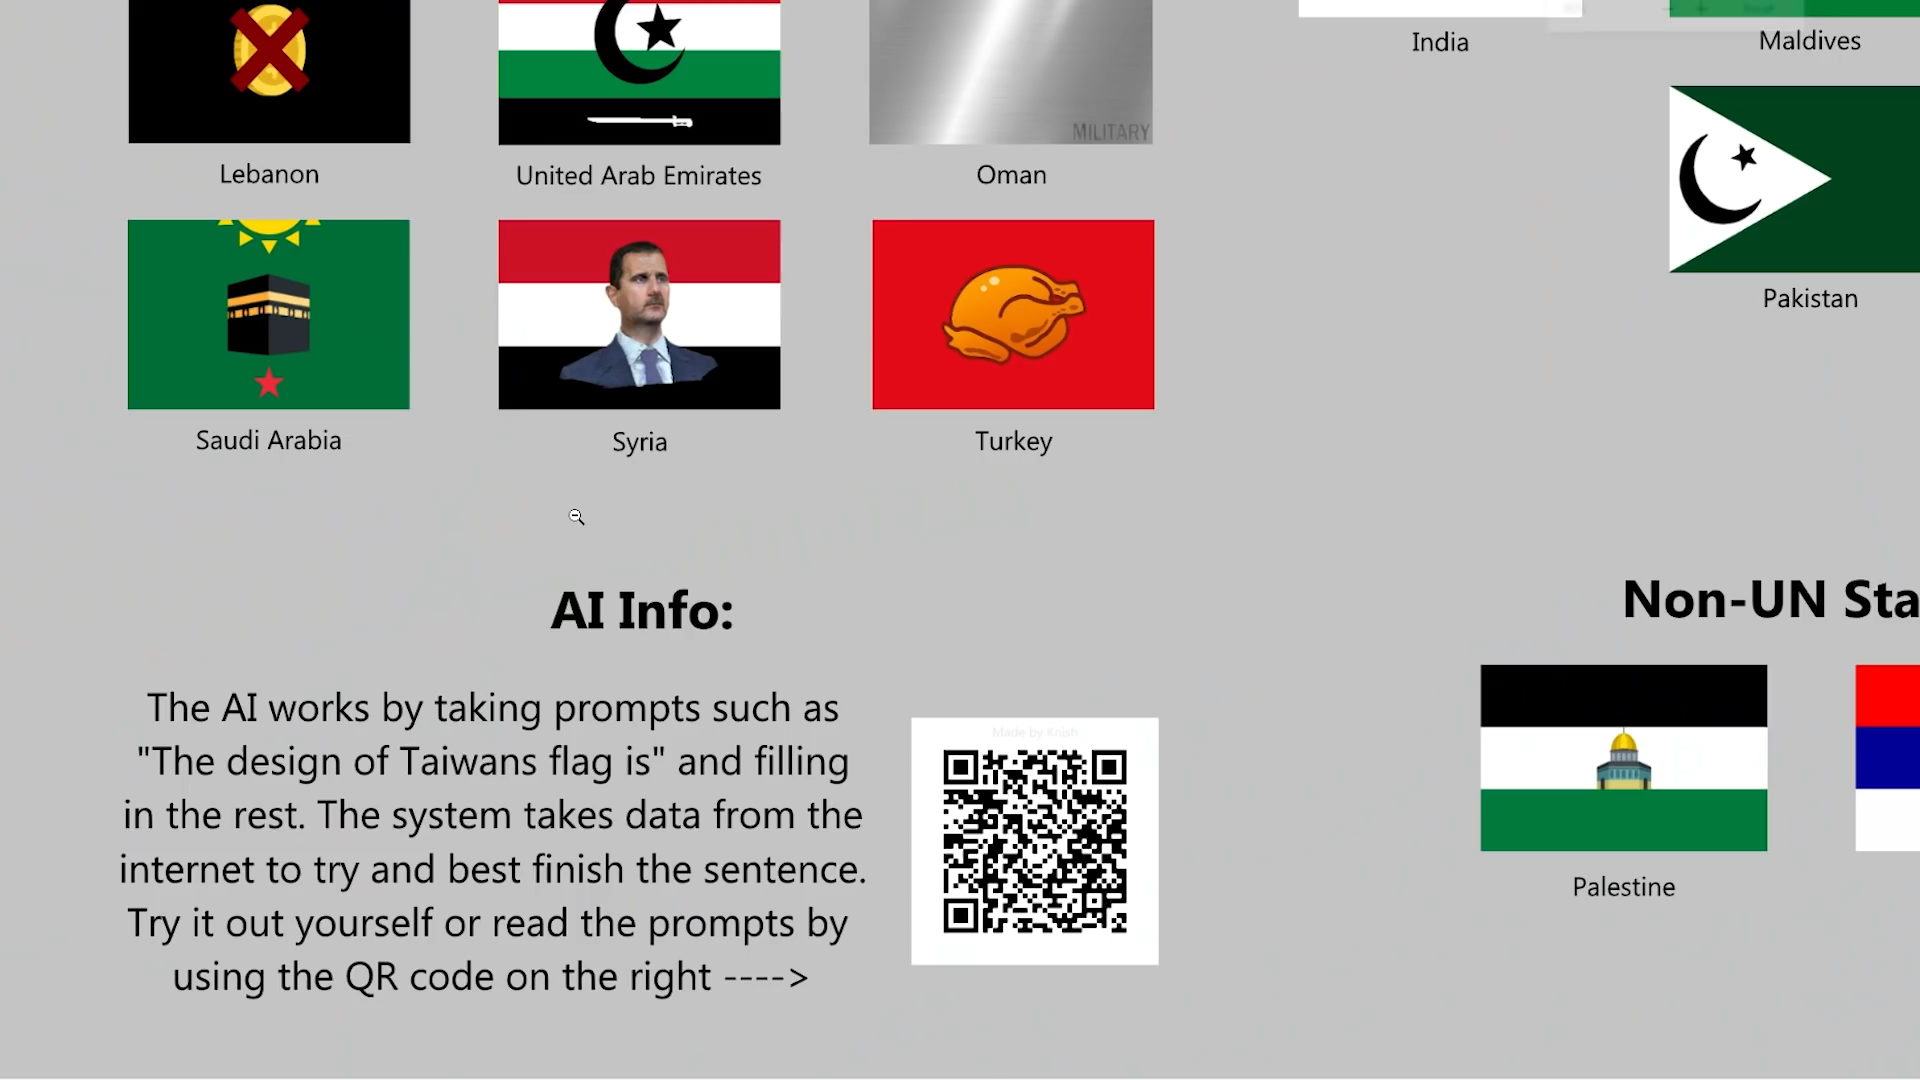 India
Maldives
MILITARY
Lebanon
United Arab Emirates
Oman
Pakistan
Saudi Arabia
Syria
Turkey
AI Info:
The AI works by taking prompts such as
"The design of Taiwans flag is" and filling
in the rest. The system takes data from the
internet to try and best finish the sentence.
Try it out yourself or read the prompts by
using the QR code on the right ---->
Made by Knish
Non-UN Sta
Palestine